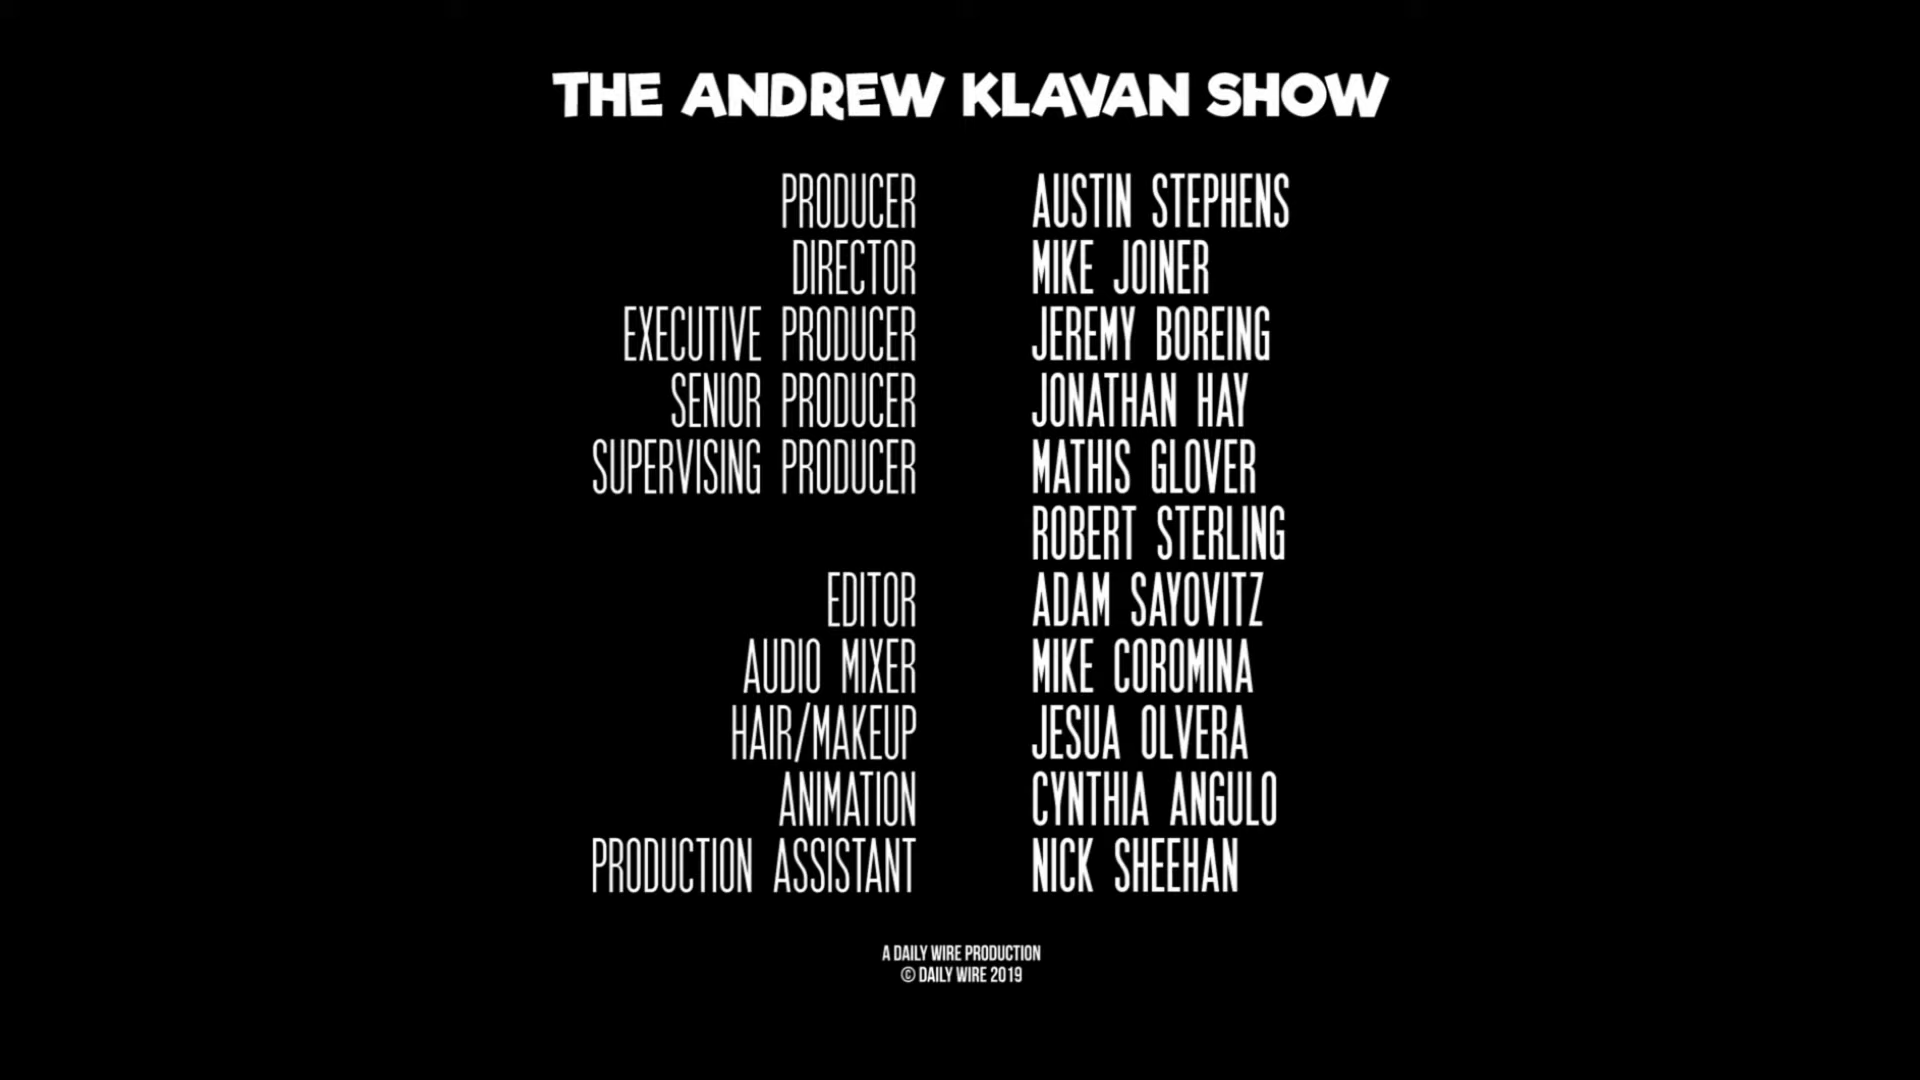 THE ANDREW KLAVAN SHOW
PRODUCER AUSTIN STEPHENS
DIRECTOR MIKE JOINER
EXECUTIVE PRODUCER JEREMY BOREING
SENIOR PRODUCER JONATHAN HAY
SUPERVISING PRODUCER MATHIS GLOVER
ROBERT STERLING
EDITOR ADAM SAYOVITZ
AUDIO MIXER MIKE COROMINA
HAIR/MAKEUP JESUA OLVERA
ANIMATION CYNTHIA ANGULO
PRODUCTION ASSISTANT NICK SHEEHAN
A DAILY WIRE PRODUCTION
© DAILY WIRE 2019